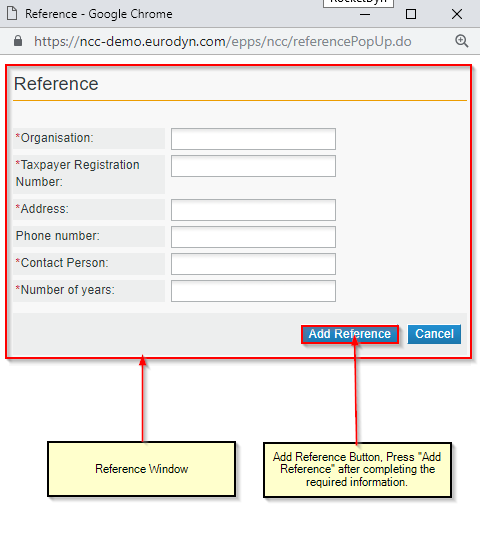 RocketDyn
Reference - Google Chrome
https://ncc-demo.eurodyn.com/epps/ncc/referencePopUp.do
Reference
*Organisation:
*Taxpayer Registration
Number:
*Address:
Phone number:
*Contact Person:
*Number of years:
Add Reference Cancel
Reference Window
Add Reference Button, Press "Add
Reference" after completing the
required information.